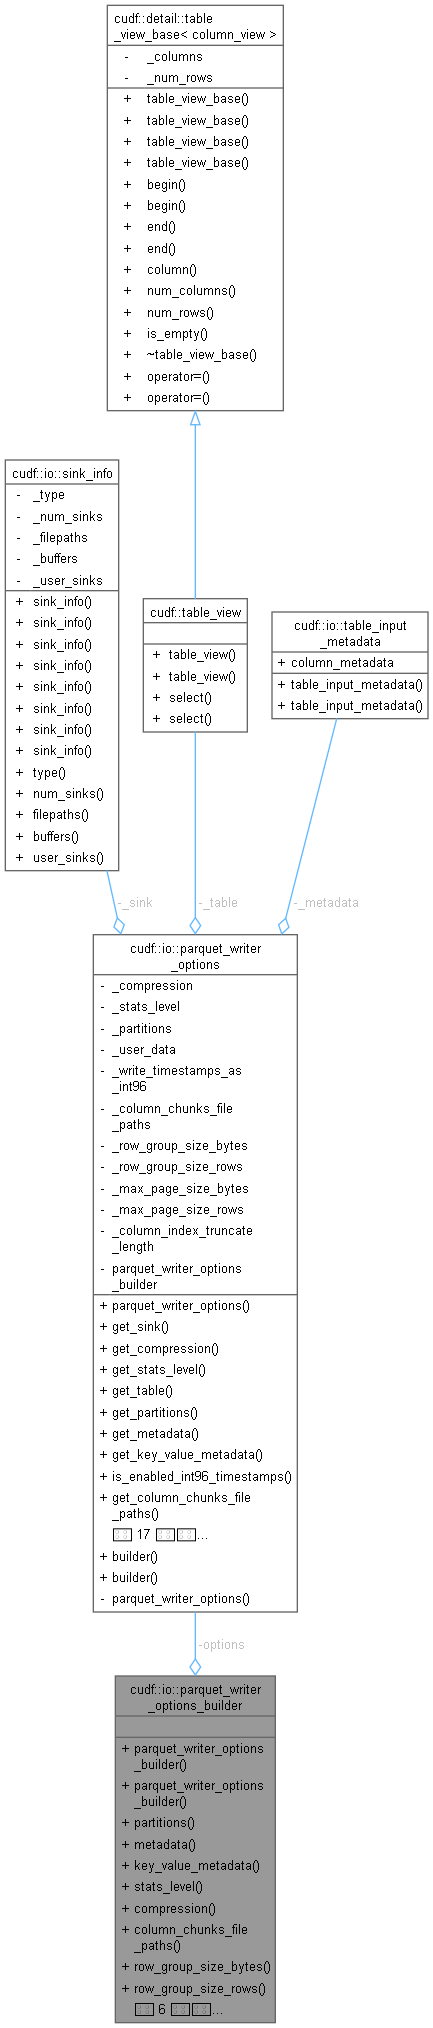 cudf::detail::table
_view_base< column_view >
- _columns
- _num_rows
+ table_view_base()
+ table_view_base()
+ table_view_base()
+ table_view_base()
+ begin()
+ begin()
+ end()
+ end()
+ column()
+ num_columns()
+ num_rows()
+ is_empty()
+ ~table_view_base()
+ operator=()
+ operator=()
cudf::io::sink_info
- _type
- _num_sinks
- _filepaths
- _buffers
- _user_sinks
+ sink_info()
+ sink_info()
+ sink_info()
+ sink_info()
+ sink_info()
+ sink_info()
+ sink_info()
+ sink_info()
+ type()
+ num_sinks()
+ filepaths()
+ buffers()
+ user_sinks()
cudf::table_view
+ table_view()
+ table_view()
+ select()
+ select()
cudf::io::table_input
_metadata
+ column_metadata
+ table_input_metadata()
+ table_input_metadata()
-_sink
-_table
-_metadata
cudf::io::parquet_writer
_options
- _compression
- _stats_level
- _partitions
- _user_data
- _write_timestamps_as
_int96
- _column_chunks_file
_paths
- _row_group_size_bytes
- _row_group_size_rows
- _max_page_size_bytes
- _max_page_size_rows
- _column_index_truncate
_length
- parquet_writer_options
_builder
+ parquet_writer_options()
+ get_sink()
+ get_compression()
+ get_stats_level()
+ get_table()
+ get_partitions()
+ get_metadata()
+ get_key_value_metadata()
+ is_enabled_int96_timestamps()
+ get_column_chunks_file
_paths()
17 ...
+ builder()
+ builder()
- parquet_writer_options()
-options
cudf::io::parquet_writer
_options_builder
+ parquet_writer_options
_builder()
+ parquet_writer_options
_builder()
+ partitions()
+ metadata()
+ key_value_metadata()
+ stats_level()
+ compression()
+ column_chunks_file
_paths()
+ row_group_size_bytes()
+ row_group_size_rows()
6 ...